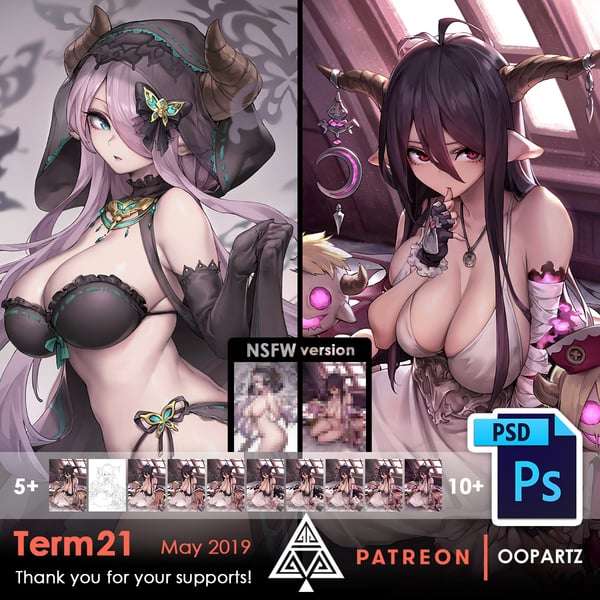 NSFW version
PSD
Ps
5+
10+
Term21 May 2019
Thank you for your supports!
PATREON | OOPARTZ